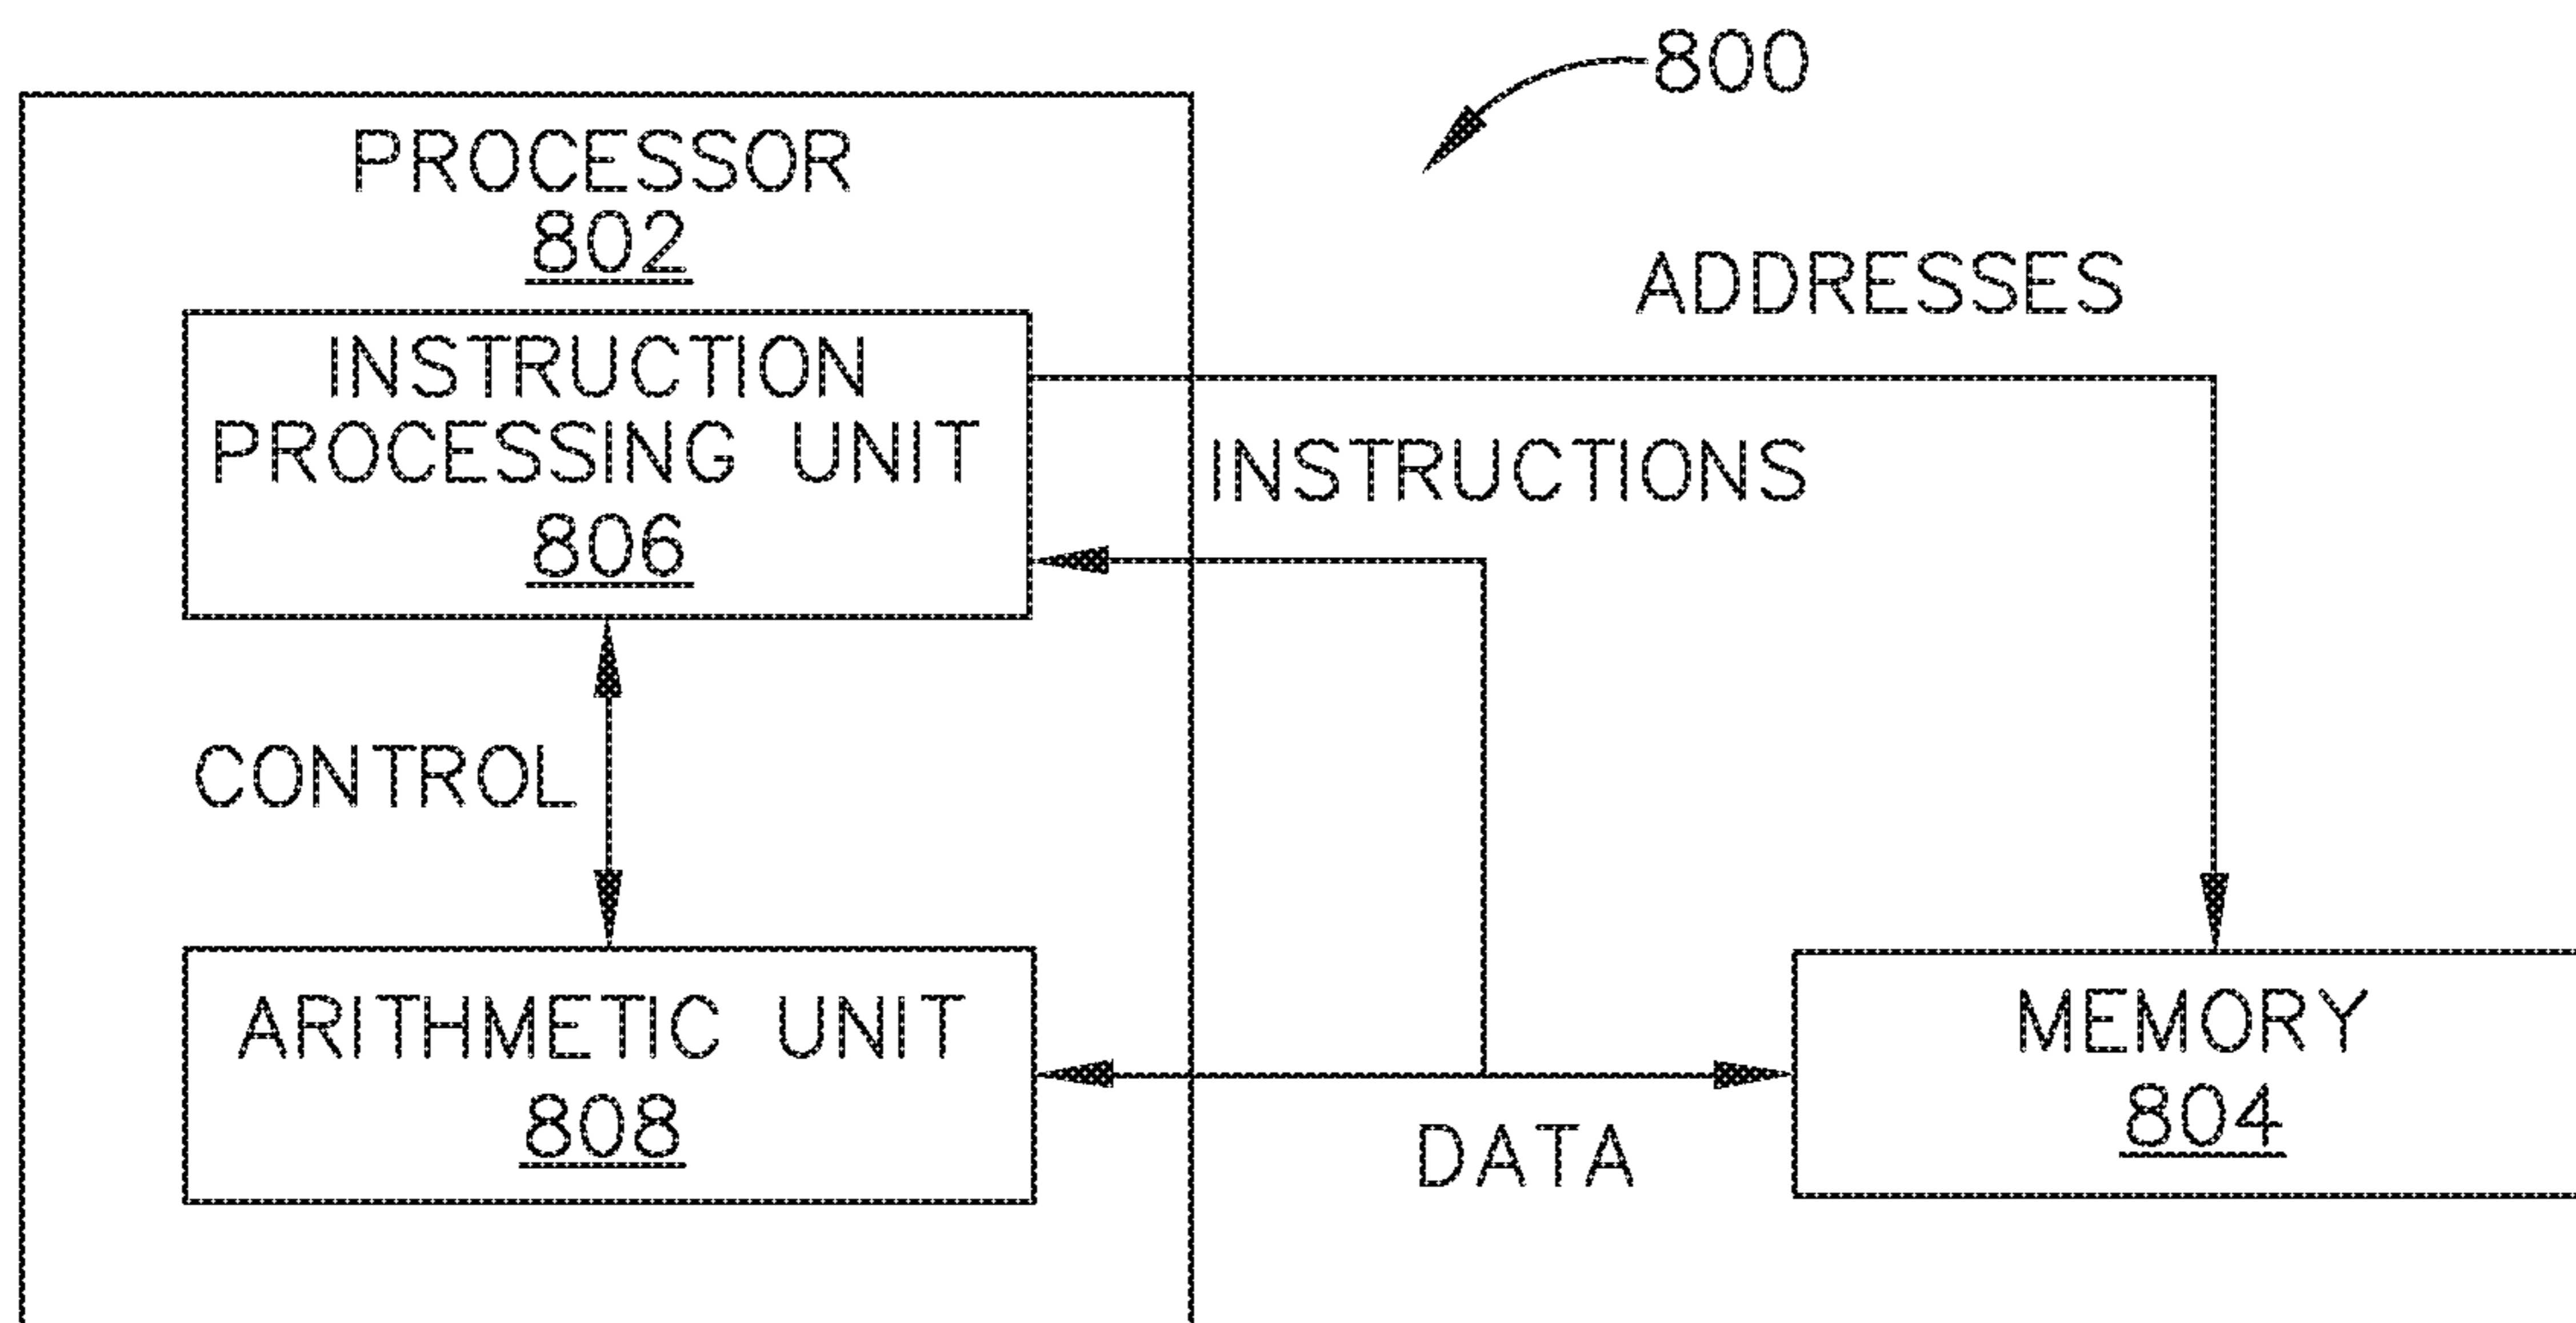 800
PROCESSOR
802
ADDRESSES
INSTRUCTION
PROCESSING UNIT
806
INSTRUCTIONS
CONTROL
ARITHMETIC UNIT
808
MEMORY
804
DATA